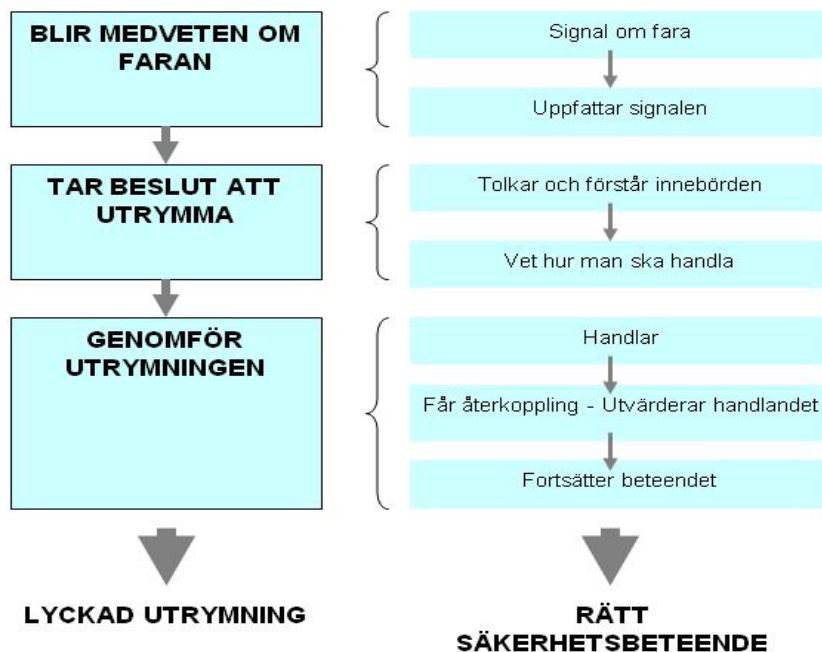 BLIR MEDVETEN OM
FARAN
Signal om fara
Uppfattar signalen
TAR BESLUT ATT
UTRYMMA
Tolkar och förstår innebörden
Vet hur man ska handla
GENOMFÖR
UTRYMNINGEN
Handlar
Får återkoppling - Utvärderar handlandet
Fortsätter beteendet
LYCKAD UTRYMNING
RÄTT
SÄKERHETSBETEENDE